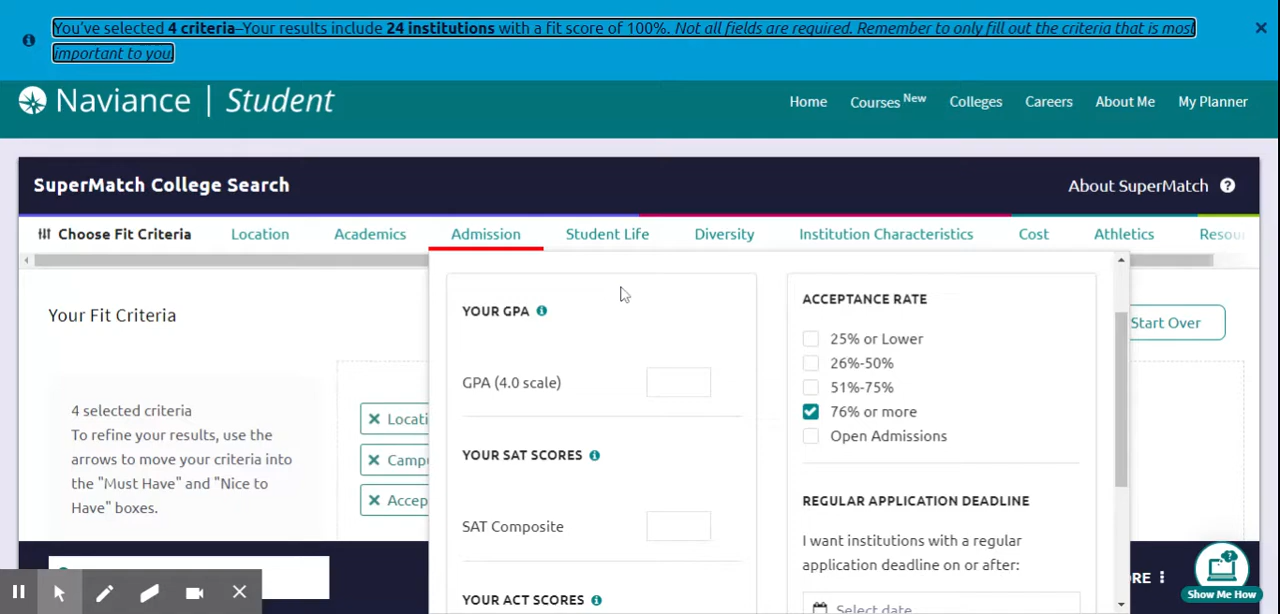 You've selected 4 criteria–Your results include 24 institutions with a fit score of 100%. Not all fields are required. Remember to only fill out the criteria that is most
important to you.
Naviance | Student
Home
Courses New
Colleges
Careers
About Me
My Planner
SuperMatch College Search
About SuperMatch
Choose Fit Criteria
Location
Academics
Admission
Student Life
Diversity
Institution Characteristics
Cost
Athletics
Resou
Your Fit Criteria
Start Over
4 selected criteria
To refine your results, use the
arrows to move your criteria into
the "Must Have" and "Nice to
Have" boxes.
Locati
Camp
Accep
YOUR GPA
GPA (4.0 scale)
YOUR SAT SCORES
SAT Composite
YOUR ACT SCORES
ACCEPTANCE RATE
25% or Lower
26%-50%
51%-75%
76% or more
Open Admissions
REGULAR APPLICATION DEADLINE
I want institutions with a regular
application deadline on or after:
Select date
ORE
Show Me How